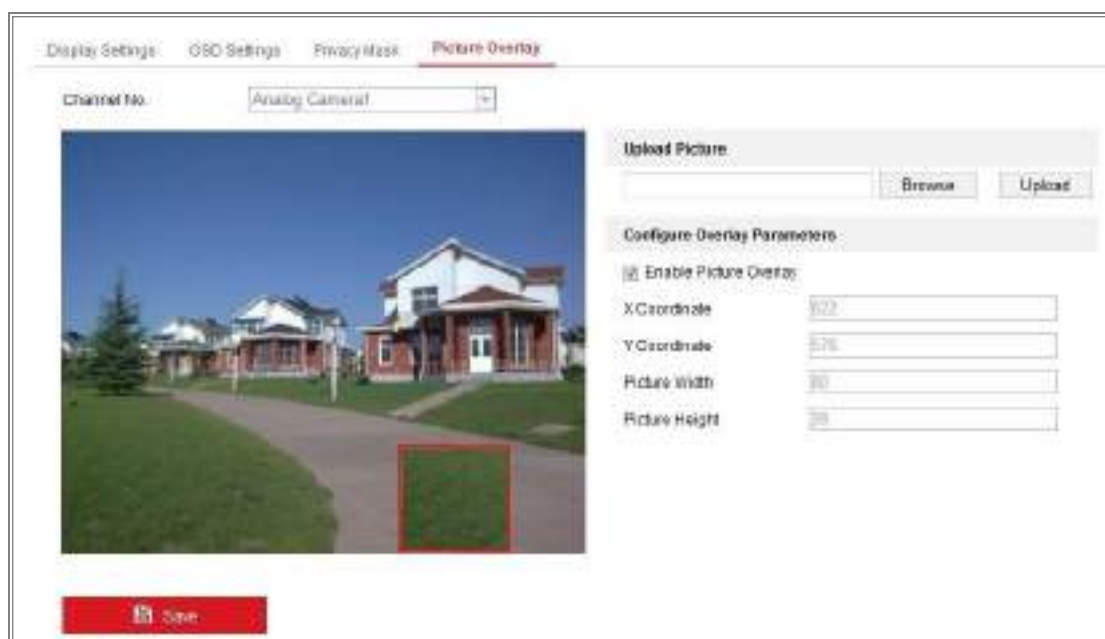 Display Settings OSD Settings Privacy Mask Picture Overlay
Channel No. Analog Camera1
Upload Picture
Browse Upload
Configure Overlay Parameters
Enable Picture Overlay
X Coordinate
Y Coordinate 576
Picture Width
Picture Height
Save